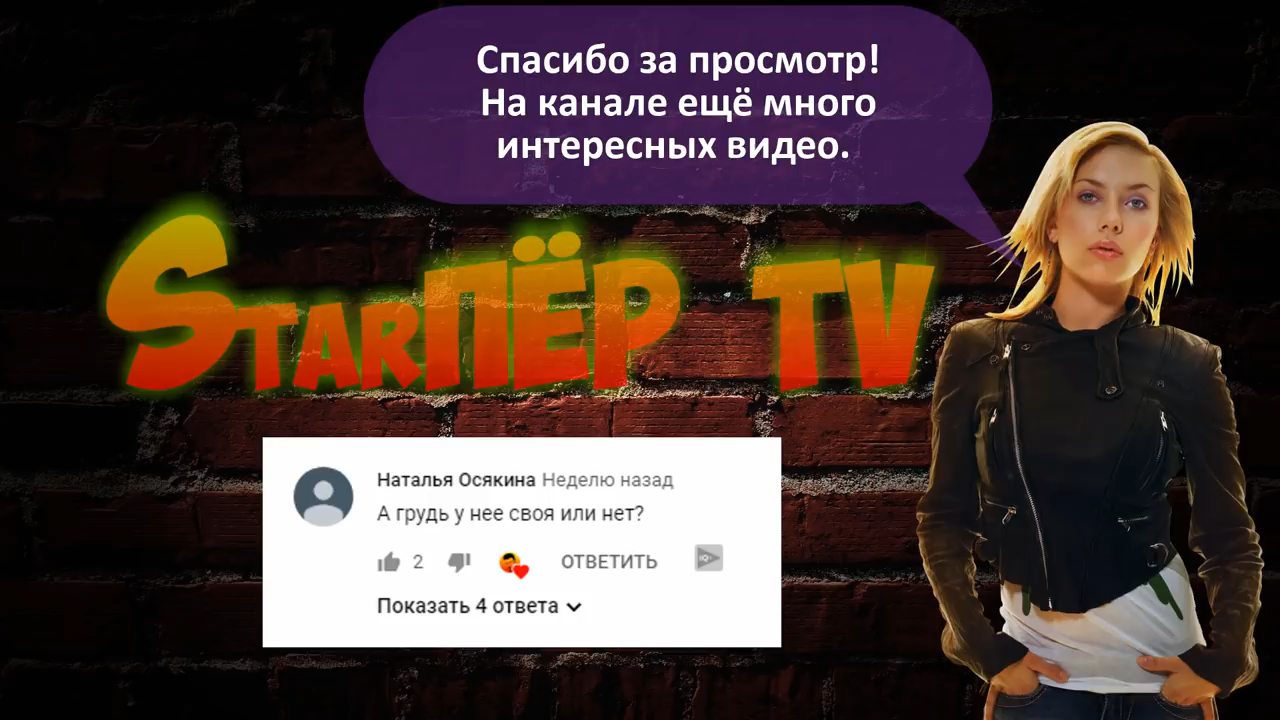 Спасибо за просмотр!
На канале ещё много
интересных видео.
StarПЁР TV
Наталья Осякина Неделю назад
А грудь у нее своя или нет?
2 ОТВЕТИТЬ
Показать 4 ответа